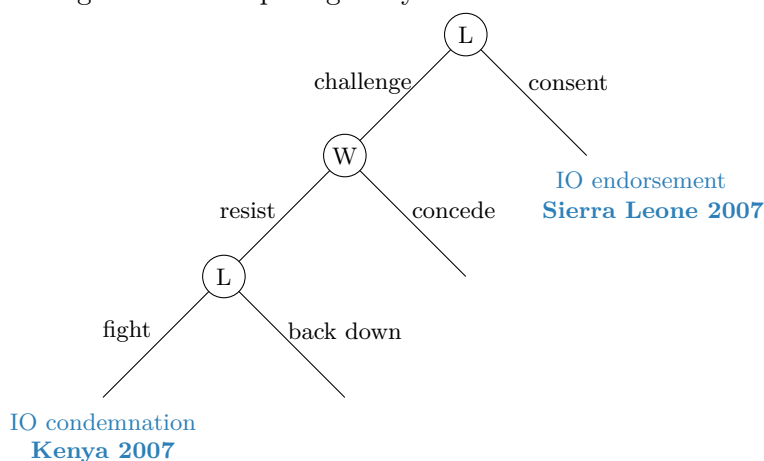 L
challenge
consent
W
IO endorsement
resist
concede
Sierra Leone 2007
L
fight
back down
IO condemnation
Kenya 2007